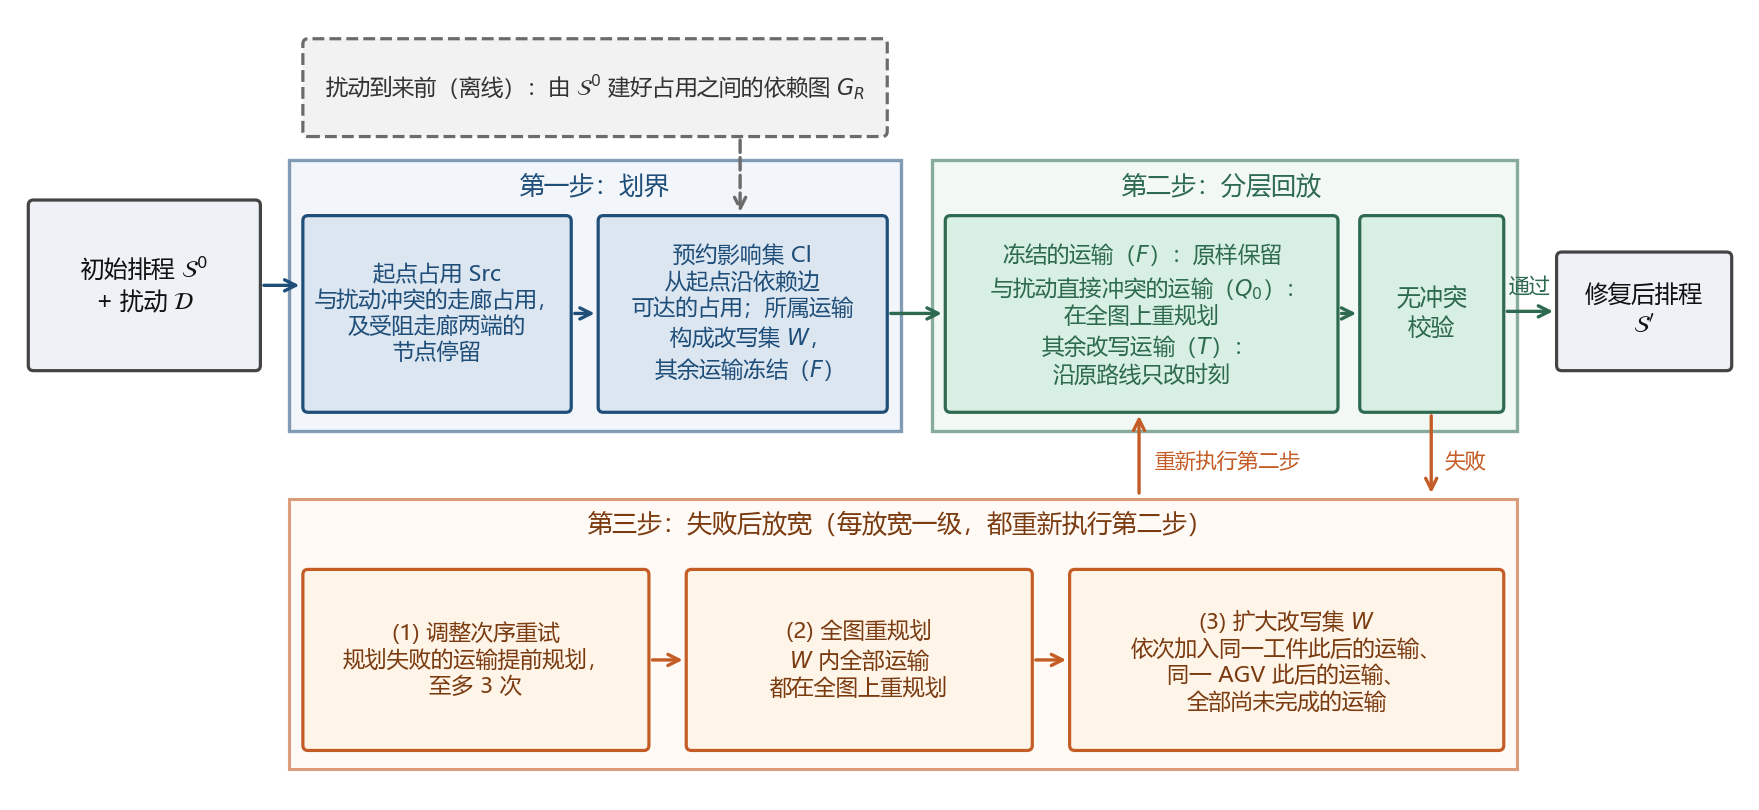 扰动到来前（离线）：由 𝒮⁰ 建好占用之间的依赖图 G_R
初始排程 𝒮⁰
+ 扰动 𝒟
第一步：划界
起点占用 Src
与扰动冲突的走廊占用，
及受阻走廊两端的
节点停留
预约影响集 Cl
从起点沿依赖边
可达的占用；所属运输
构成改写集 W，
其余运输冻结（F）
第二步：分层回放
冻结的运输（F）：原样保留
与扰动直接冲突的运输（Q₀）：
在全图上重规划
其余改写运输（T）：
沿原路线只改时刻
无冲突
校验
通过
修复后排程
𝒮′
重新执行第二步
失败
第三步：失败后放宽（每放宽一级，都重新执行第二步）
(1) 调整次序重试
规划失败的运输提前规划，
至多 3 次
(2) 全图重规划
W 内全部运输
都在全图上重规划
(3) 扩大改写集 W
依次加入同一工件此后的运输、
同一 AGV 此后的运输、
全部尚未完成的运输